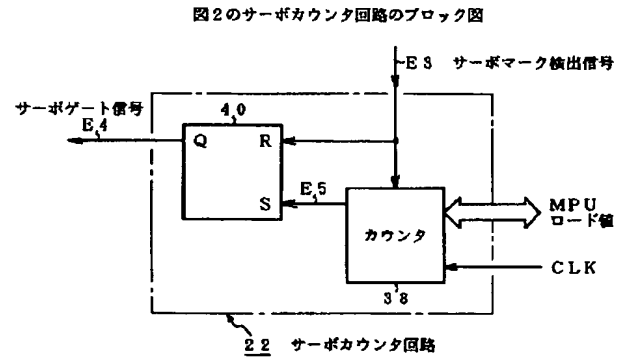 図2のサーボカウンタ回路のブロック図
E3 サーボマーク検出信号
サーボゲート信号
E4
40
Q
R
S
E5
カウンタ
MPU
ロード値
CLK
38
22 サーボカウンタ回路